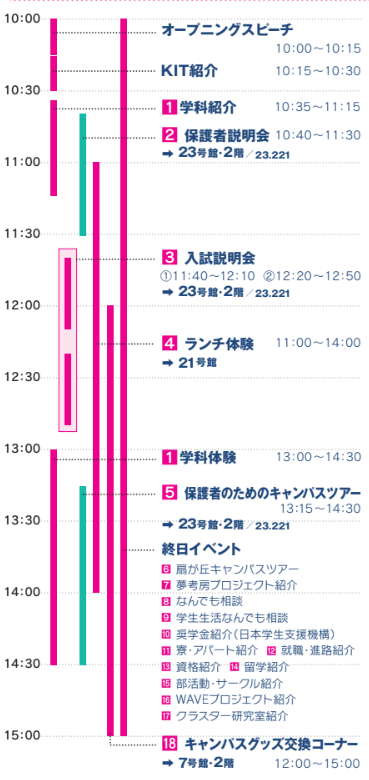 10:00
オープニングスピーチ
10:00〜10:15
KIT紹介 10:15〜10:30
10:30
1 学科紹介 10:35〜11:15
2 保護者説明会 10:40〜11:30
➡ 23号館・2階／23.221
11:00
11:30
3 入試説明会
①11:40〜12:10 ②12:20〜12:50
➡ 23号館・2階／23.221
12:00
4 ランチ体験 11:00〜14:00
➡ 21号館
12:30
13:00
1 学科体験 13:00〜14:30
5 保護者のためのキャンパスツアー
13:15〜14:30
➡ 23号館・2階／23.221
13:30
終日イベント
6 扇が丘キャンパスツアー
7 夢考房プロジェクト紹介
14:00
8 なんでも相談
9 学生生活なんでも相談
10 奨学金紹介（日本学生支援機構）
11 寮・アパート紹介 12 就職・進路紹介
14:30
13 資格紹介 14 留学紹介
15 部活動・サークル紹介
16 WAVEプロジェクト紹介
17 クラスター研究室紹介
15:00
18 キャンパスグッズ交換コーナー
➡ 7号館・2階 12:00〜15:00